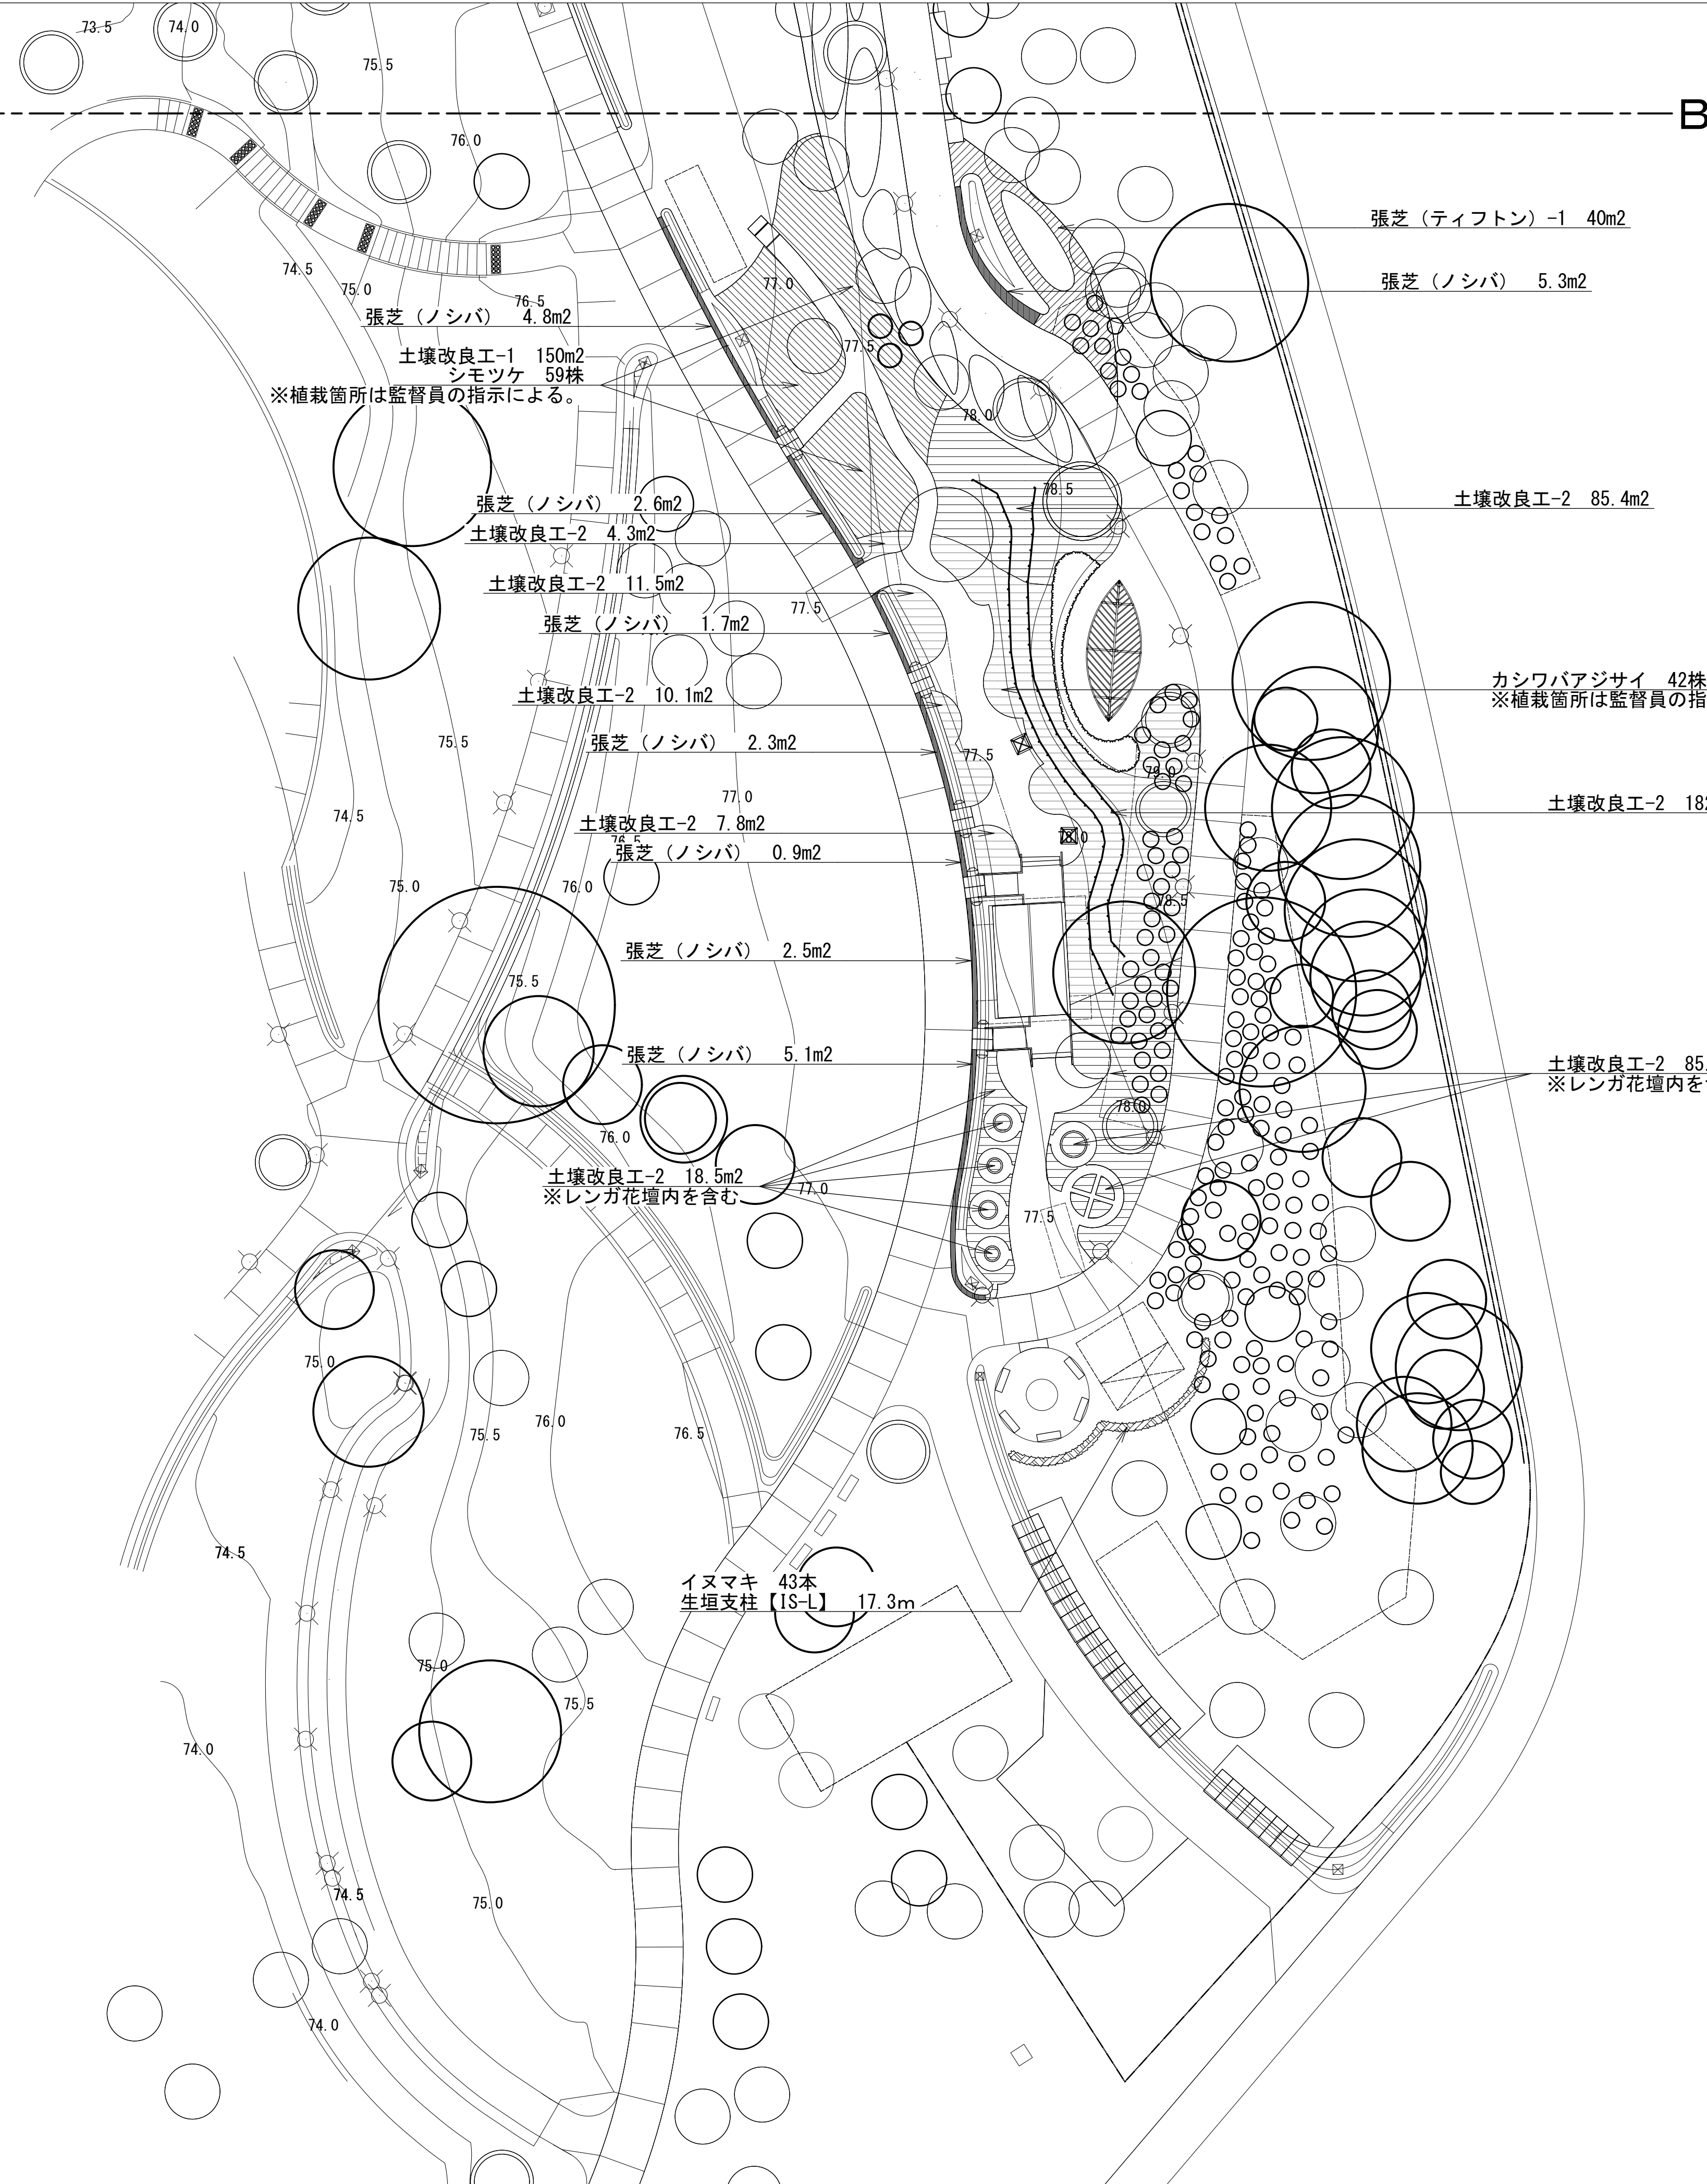 73.5
74.0
75.5
76.0
B
張芝（ティフトン）-1　40m2
張芝（ノシバ）　5.3m2
74.5
75.0
76.5
77.0
張芝（ノシバ）　4.8m2
77.5
土壌改良工-1　150m2
シモツケ　59株
※植栽箇所は監督員の指示による。
78.0
78.5
張芝（ノシバ）　2.6m2
土壌改良工-2　85.4m2
土壌改良工-2　4.3m2
土壌改良工-2　11.5m2
77.5
張芝（ノシバ）　1.7m2
カシワバアジサイ　42株
※植栽箇所は監督員の指
土壌改良工-2　10.1m2
75.5
張芝（ノシバ）　2.3m2
77.5
79.0
77.0
土壌改良工-2　182
74.5
土壌改良工-2　7.8m2
76.5
張芝（ノシバ）　0.9m2
75.0
76.0
78.5
張芝（ノシバ）　2.5m2
75.5
張芝（ノシバ）　5.1m2
土壌改良工-2　85.
※レンガ花壇内を
78.0
76.0
土壌改良工-2　18.5m2
※レンガ花壇内を含む
77.0
77.5
75.0
76.0
75.5
76.5
74.5
イヌマキ　43本
生垣支柱【IS-L】　17.3m
75.0
75.5
74.0
74.5
75.0
74.0